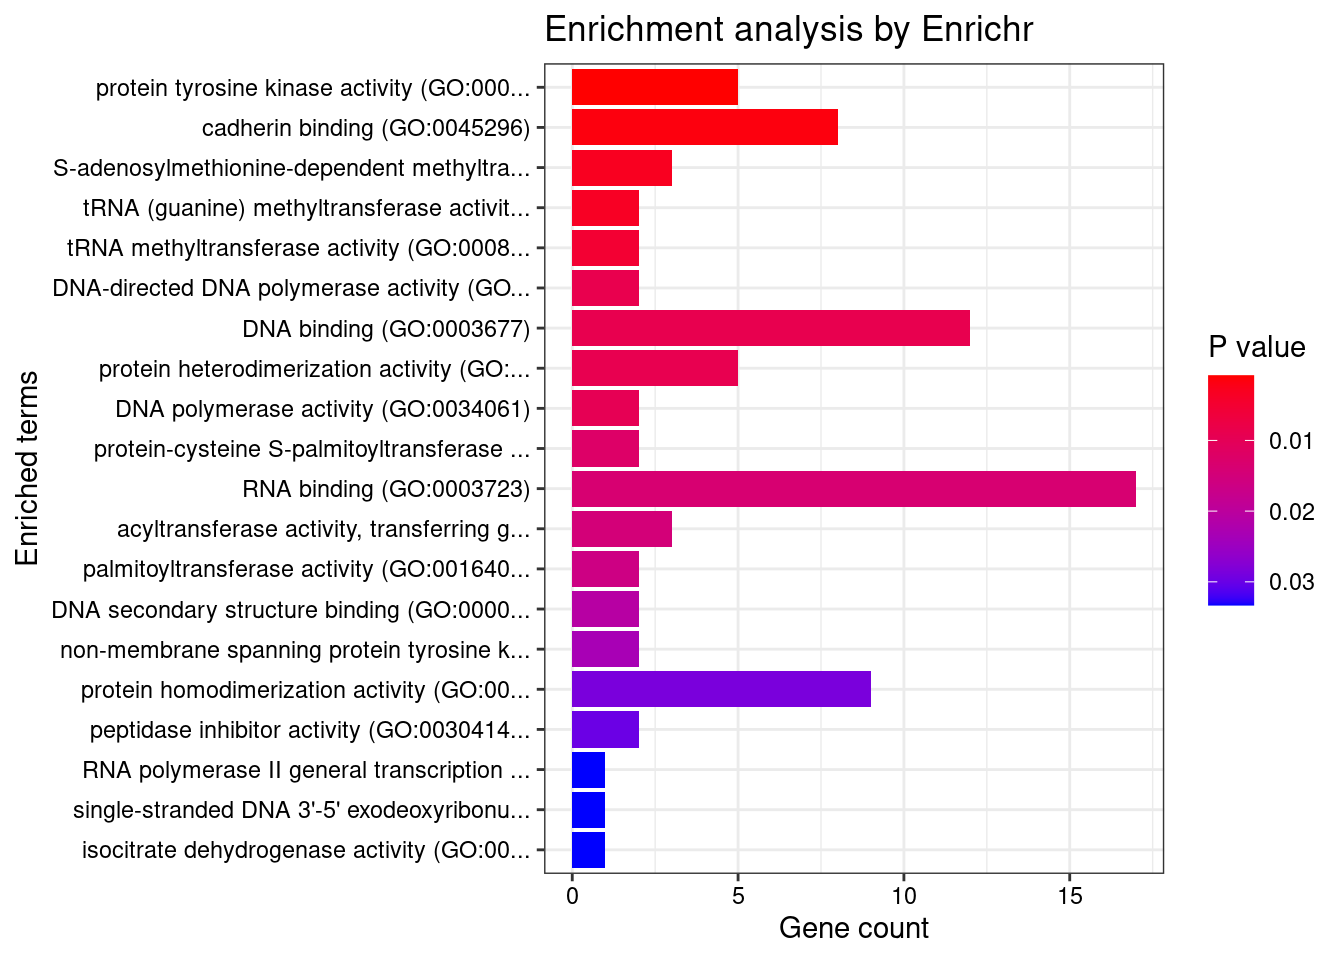 Enrichment analysis by Enrichr
protein tyrosine kinase activity (GO:000...
cadherin binding (GO:0045296)
S-adenosylmethionine-dependent methyltra...
tRNA (guanine) methyltransferase activit...
tRNA methyltransferase activity (GO:0008...
DNA-directed DNA polymerase activity (GO...
DNA binding (GO:0003677)
protein heterodimerization activity (GO:...
DNA polymerase activity (GO:0034061)
protein-cysteine S-palmitoyltransferase ...
RNA binding (GO:0003723)
acyltransferase activity, transferring g...
palmitoyltransferase activity (GO:001640...
DNA secondary structure binding (GO:0000...
non-membrane spanning protein tyrosine k...
protein homodimerization activity (GO:00...
peptidase inhibitor activity (GO:0030414...
RNA polymerase II general transcription ...
single-stranded DNA 3'-5' exodeoxyribonu...
isocitrate dehydrogenase activity (GO:00...
Enriched terms
0 5 10 15
Gene count
P value
0.01
0.02
0.03